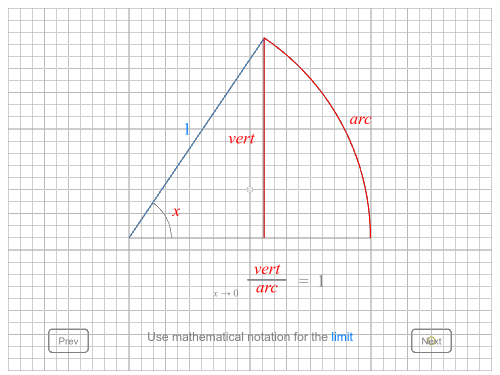 1
vert
arc
x
vert
arc
= 1
x → 0
Use mathematical notation for the limit
Prev
Next